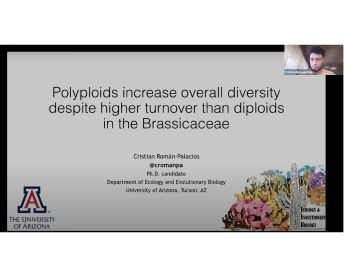 Polyploids increase overall diversity
despite higher turnover than diploids
in the Brassicaceae
Cristian Román-Palacios
@cromanpa
Ph.D. candidate
Department of Ecology and Evolutionary Biology
University of Arizona, Tucson, AZ
A
THE UNIVERSITY
OF ARIZONA
ECOLOGY &
EVOLUTIONARY
BIOLOGY